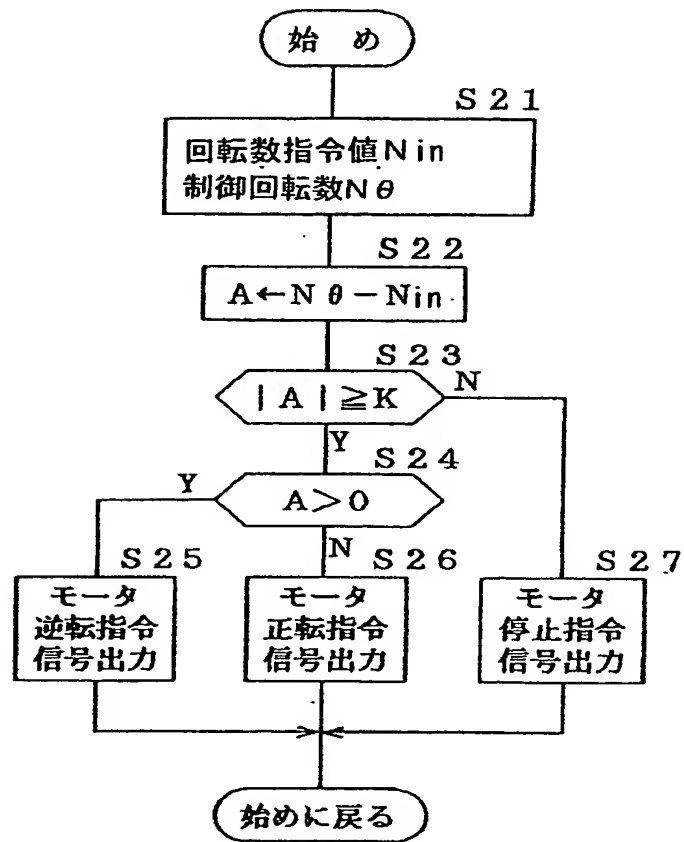 始め
S21
回転数指令値Nin
制御回転数Nθ
S22
A←Nθ−Nin
S23
|A|≧K
N
Y
S24
Y
A>0
N
S25
モータ
逆転指令
信号出力
S26
モータ
正転指令
信号出力
S27
モータ
停止指令
信号出力
始めに戻る